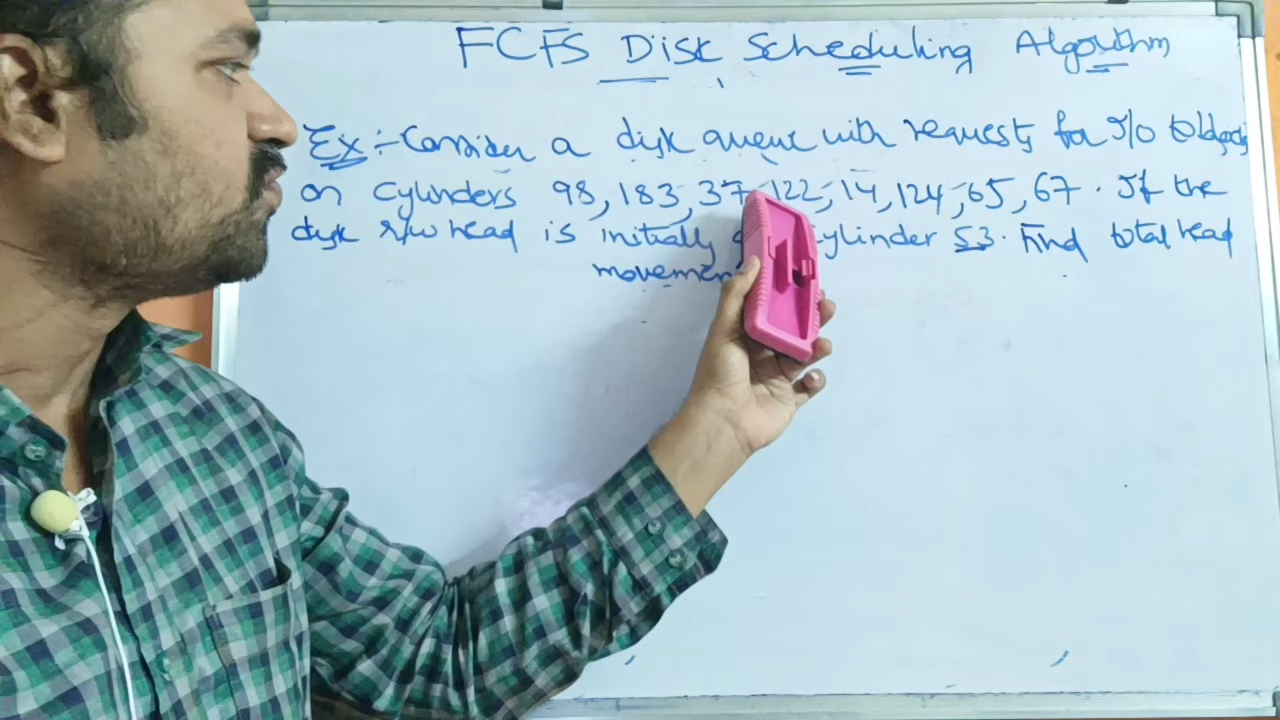 FCFS Disk Scheduling Algorithm
Ex :- Consider a disk queue with requests for I/O to blocks
on cylinders 98, 183, 37, 122, 14, 124, 65, 67. If the
disk r/w head is initially cylinder 53. Find total head
movement